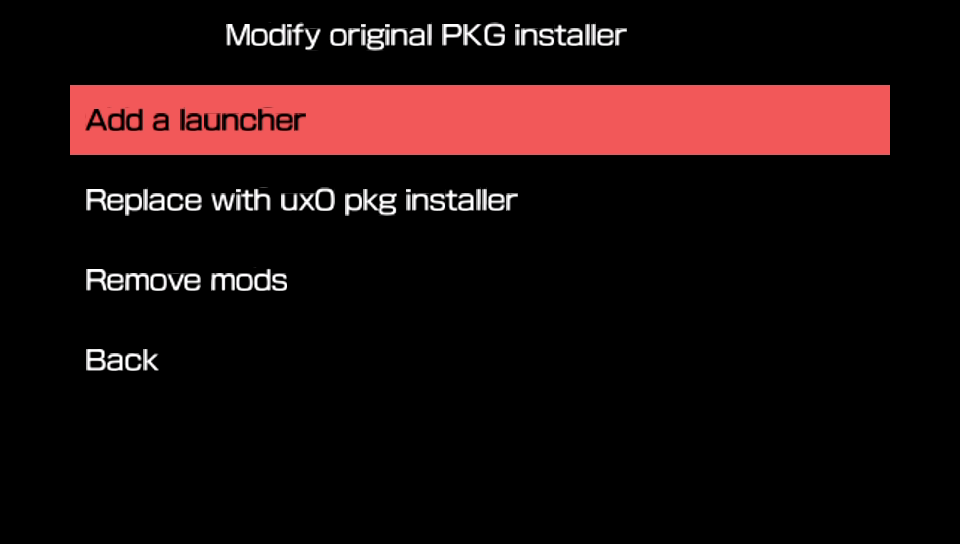 Modify original PKG installer
Add a launcher
Replace with ux0 pkg installer
Remove mods
Back